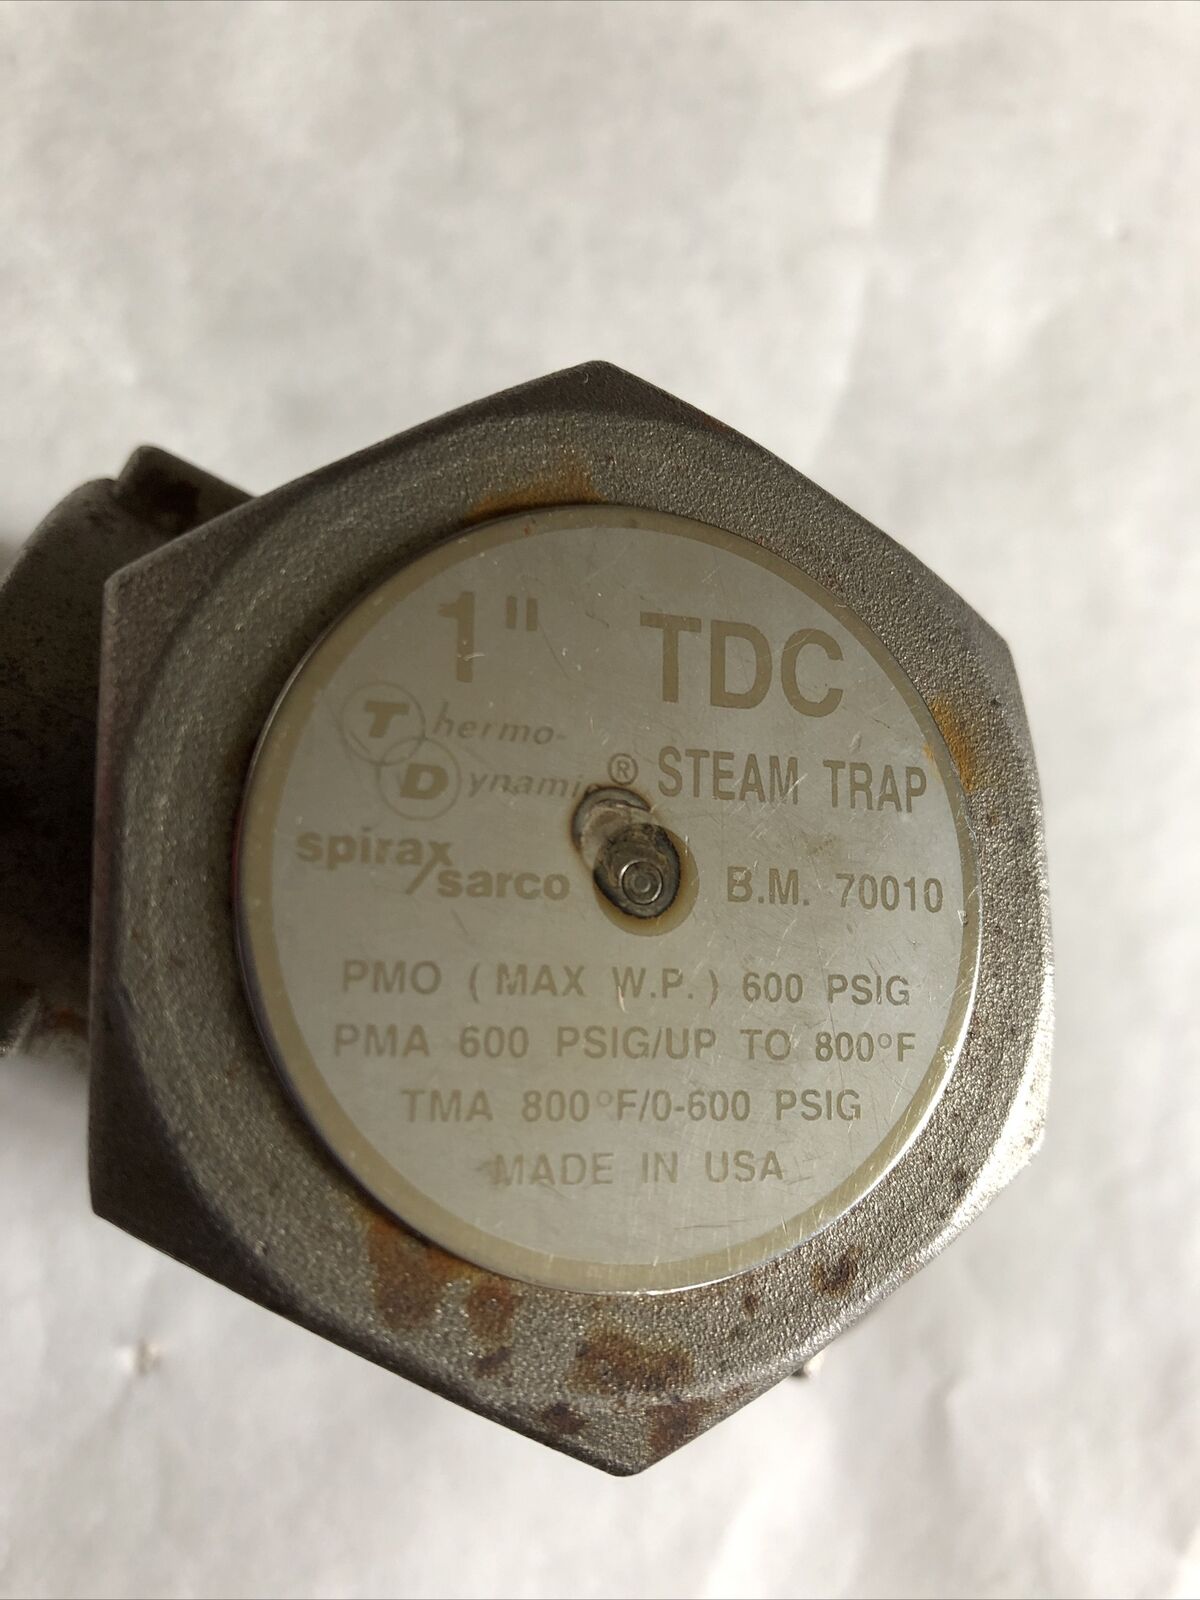 1" TDC
Thermo-
Dynamic® STEAM TRAP
spirax
sarco
B.M. 70010
PMO (MAX W.P.) 600 PSIG
PMA 600 PSIG/UP TO 800°F
TMA 800°F/0-600 PSIG
MADE IN USA